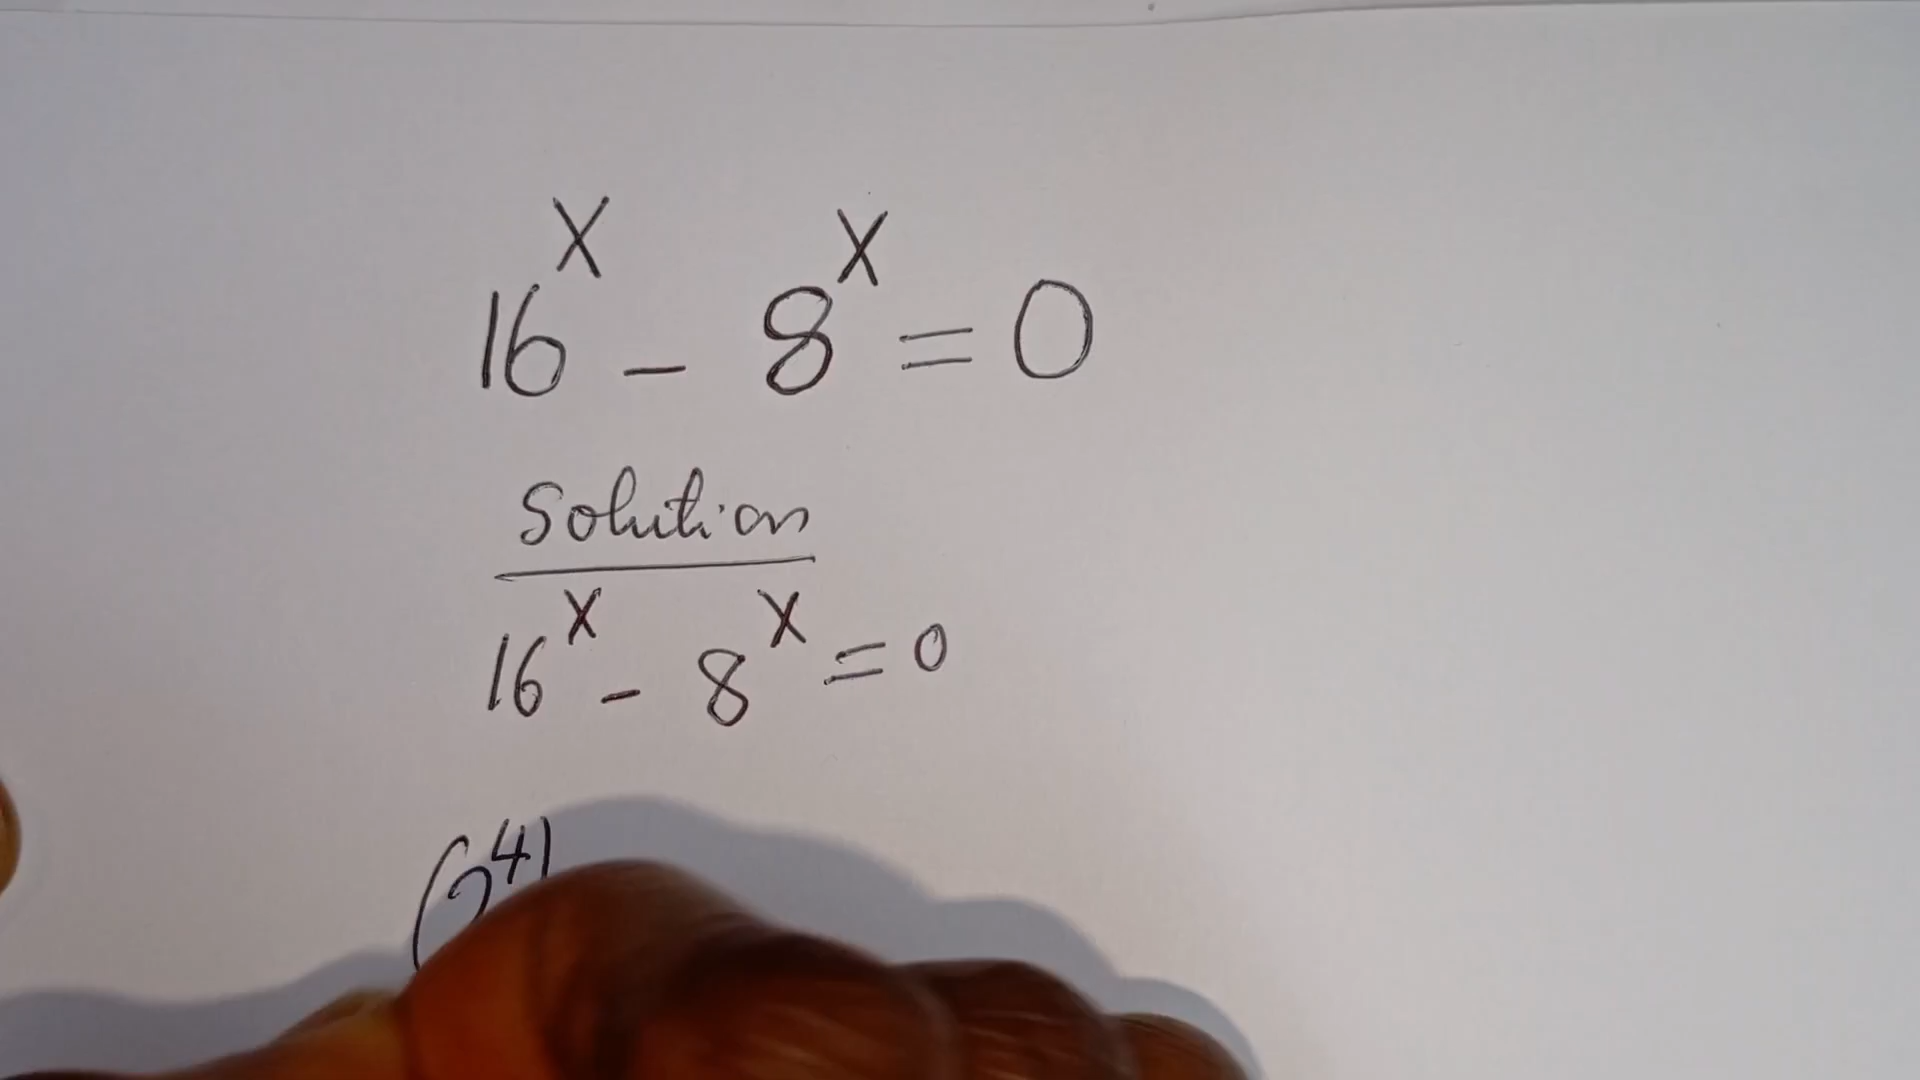 16^x - 8^x = 0
Solution
16^x - 8^x = 0
(2^4)